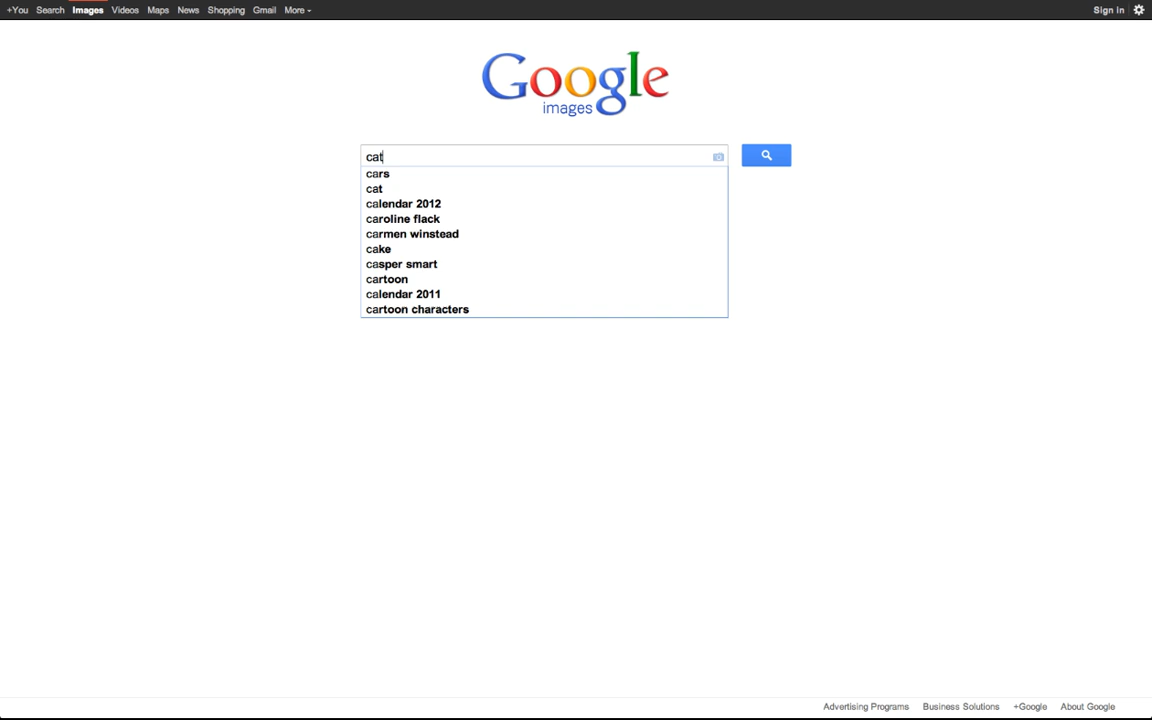 +You Search Images Videos Maps News Shopping Gmail More Sign In
Google
images
cat
cars
cat
calendar 2012
caroline flack
carmen winstead
cake
casper smart
cartoon
calendar 2011
cartoon characters
Advertising Programs Business Solutions +Google About Google